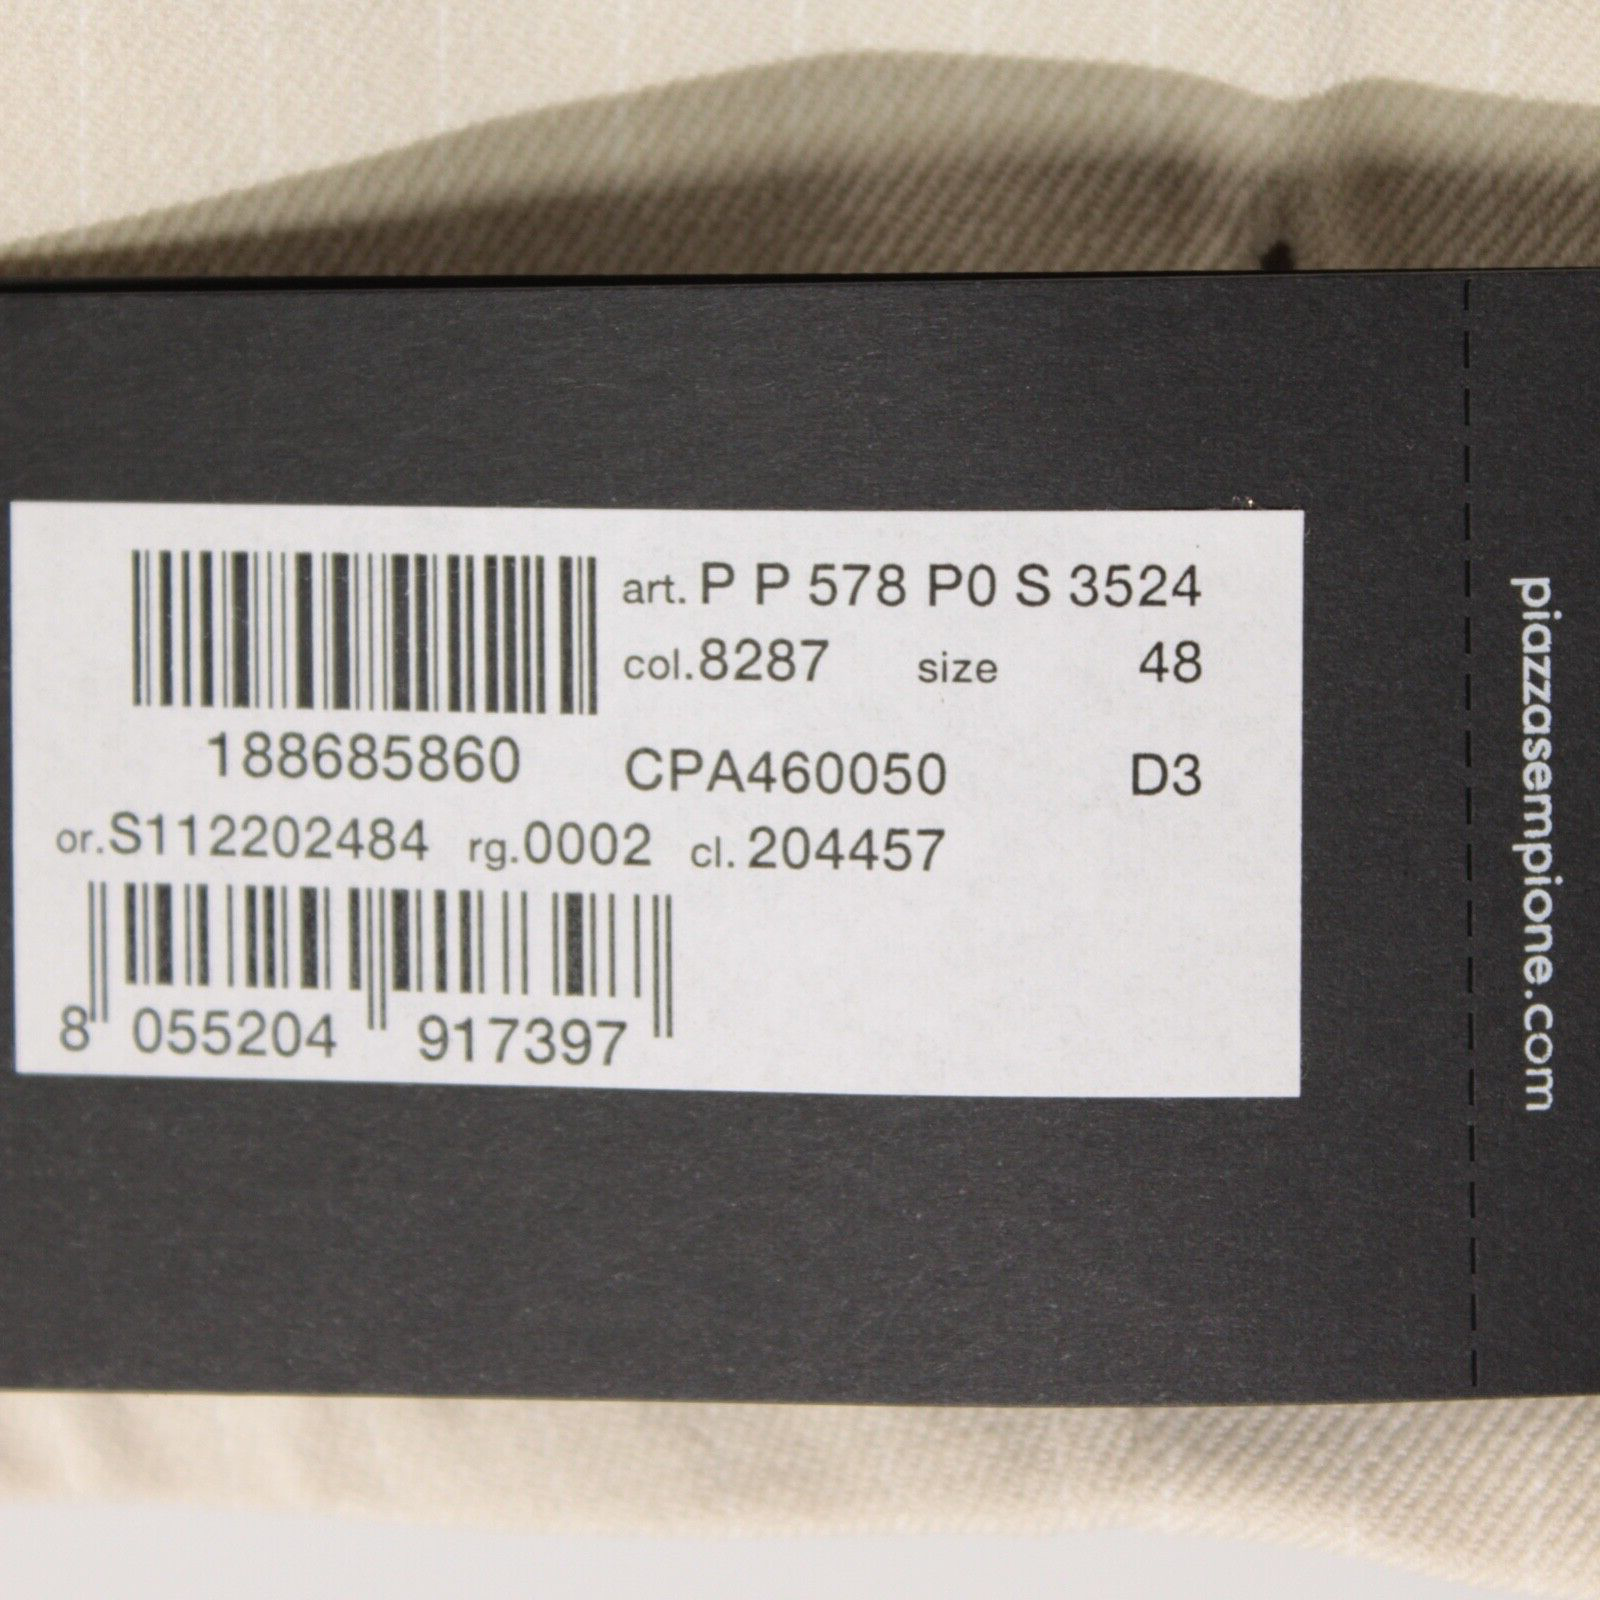 art. P P 578 P0 S 3524
col.8287 size 48
188685860 CPA460050 D3
or.S112202484 rg.0002 cl. 204457
8 055204 917397
piazzasempione.com